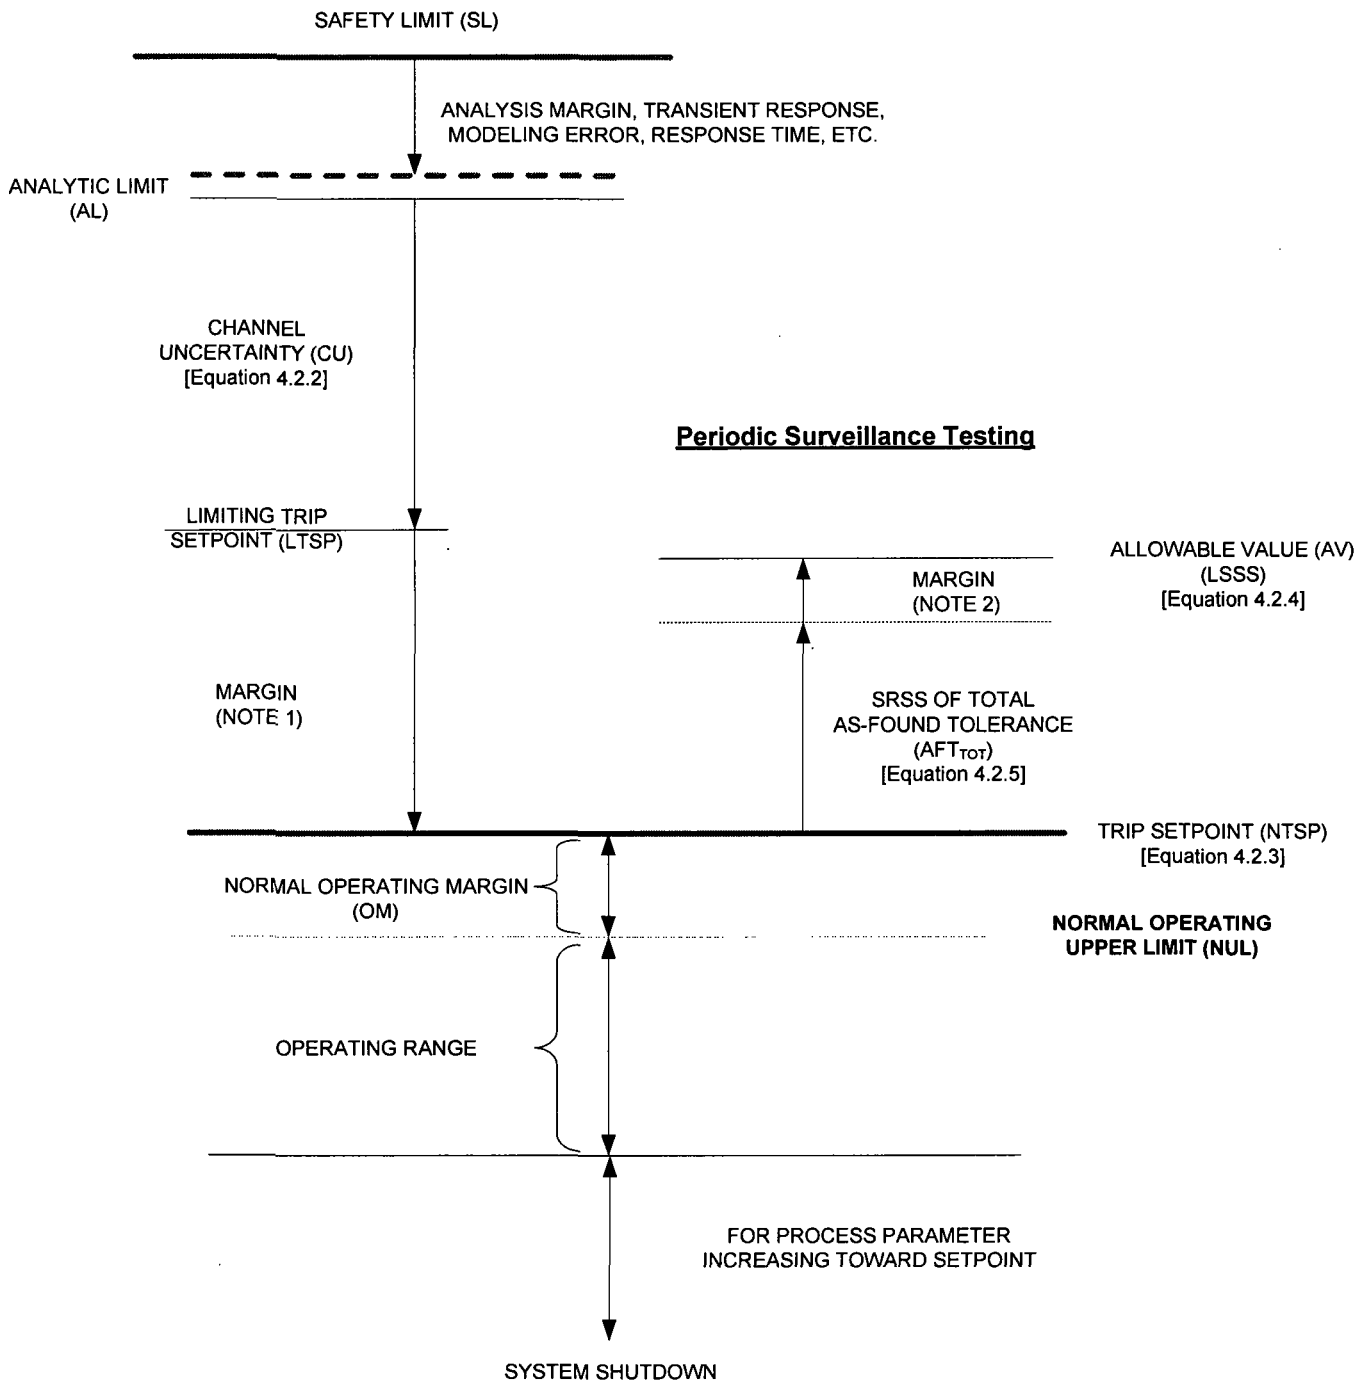 SAFETY LIMIT (SL)
ANALYSIS MARGIN, TRANSIENT RESPONSE,
MODELING ERROR, RESPONSE TIME, ETC.
ANALYTIC LIMIT
(AL)
CHANNEL
UNCERTAINTY (CU)
[Equation 4.2.2]
Periodic Surveillance Testing
LIMITING TRIP
SETPOINT (LTSP)
ALLOWABLE VALUE (AV)
(LSSS)
[Equation 4.2.4]
MARGIN
(NOTE 2)
MARGIN
(NOTE 1)
SRSS OF TOTAL
AS-FOUND TOLERANCE
(AFTTOT)
[Equation 4.2.5]
TRIP SETPOINT (NTSP)
[Equation 4.2.3]
NORMAL OPERATING MARGIN
(OM)
NORMAL OPERATING
UPPER LIMIT (NUL)
OPERATING RANGE
FOR PROCESS PARAMETER
INCREASING TOWARD SETPOINT
SYSTEM SHUTDOWN